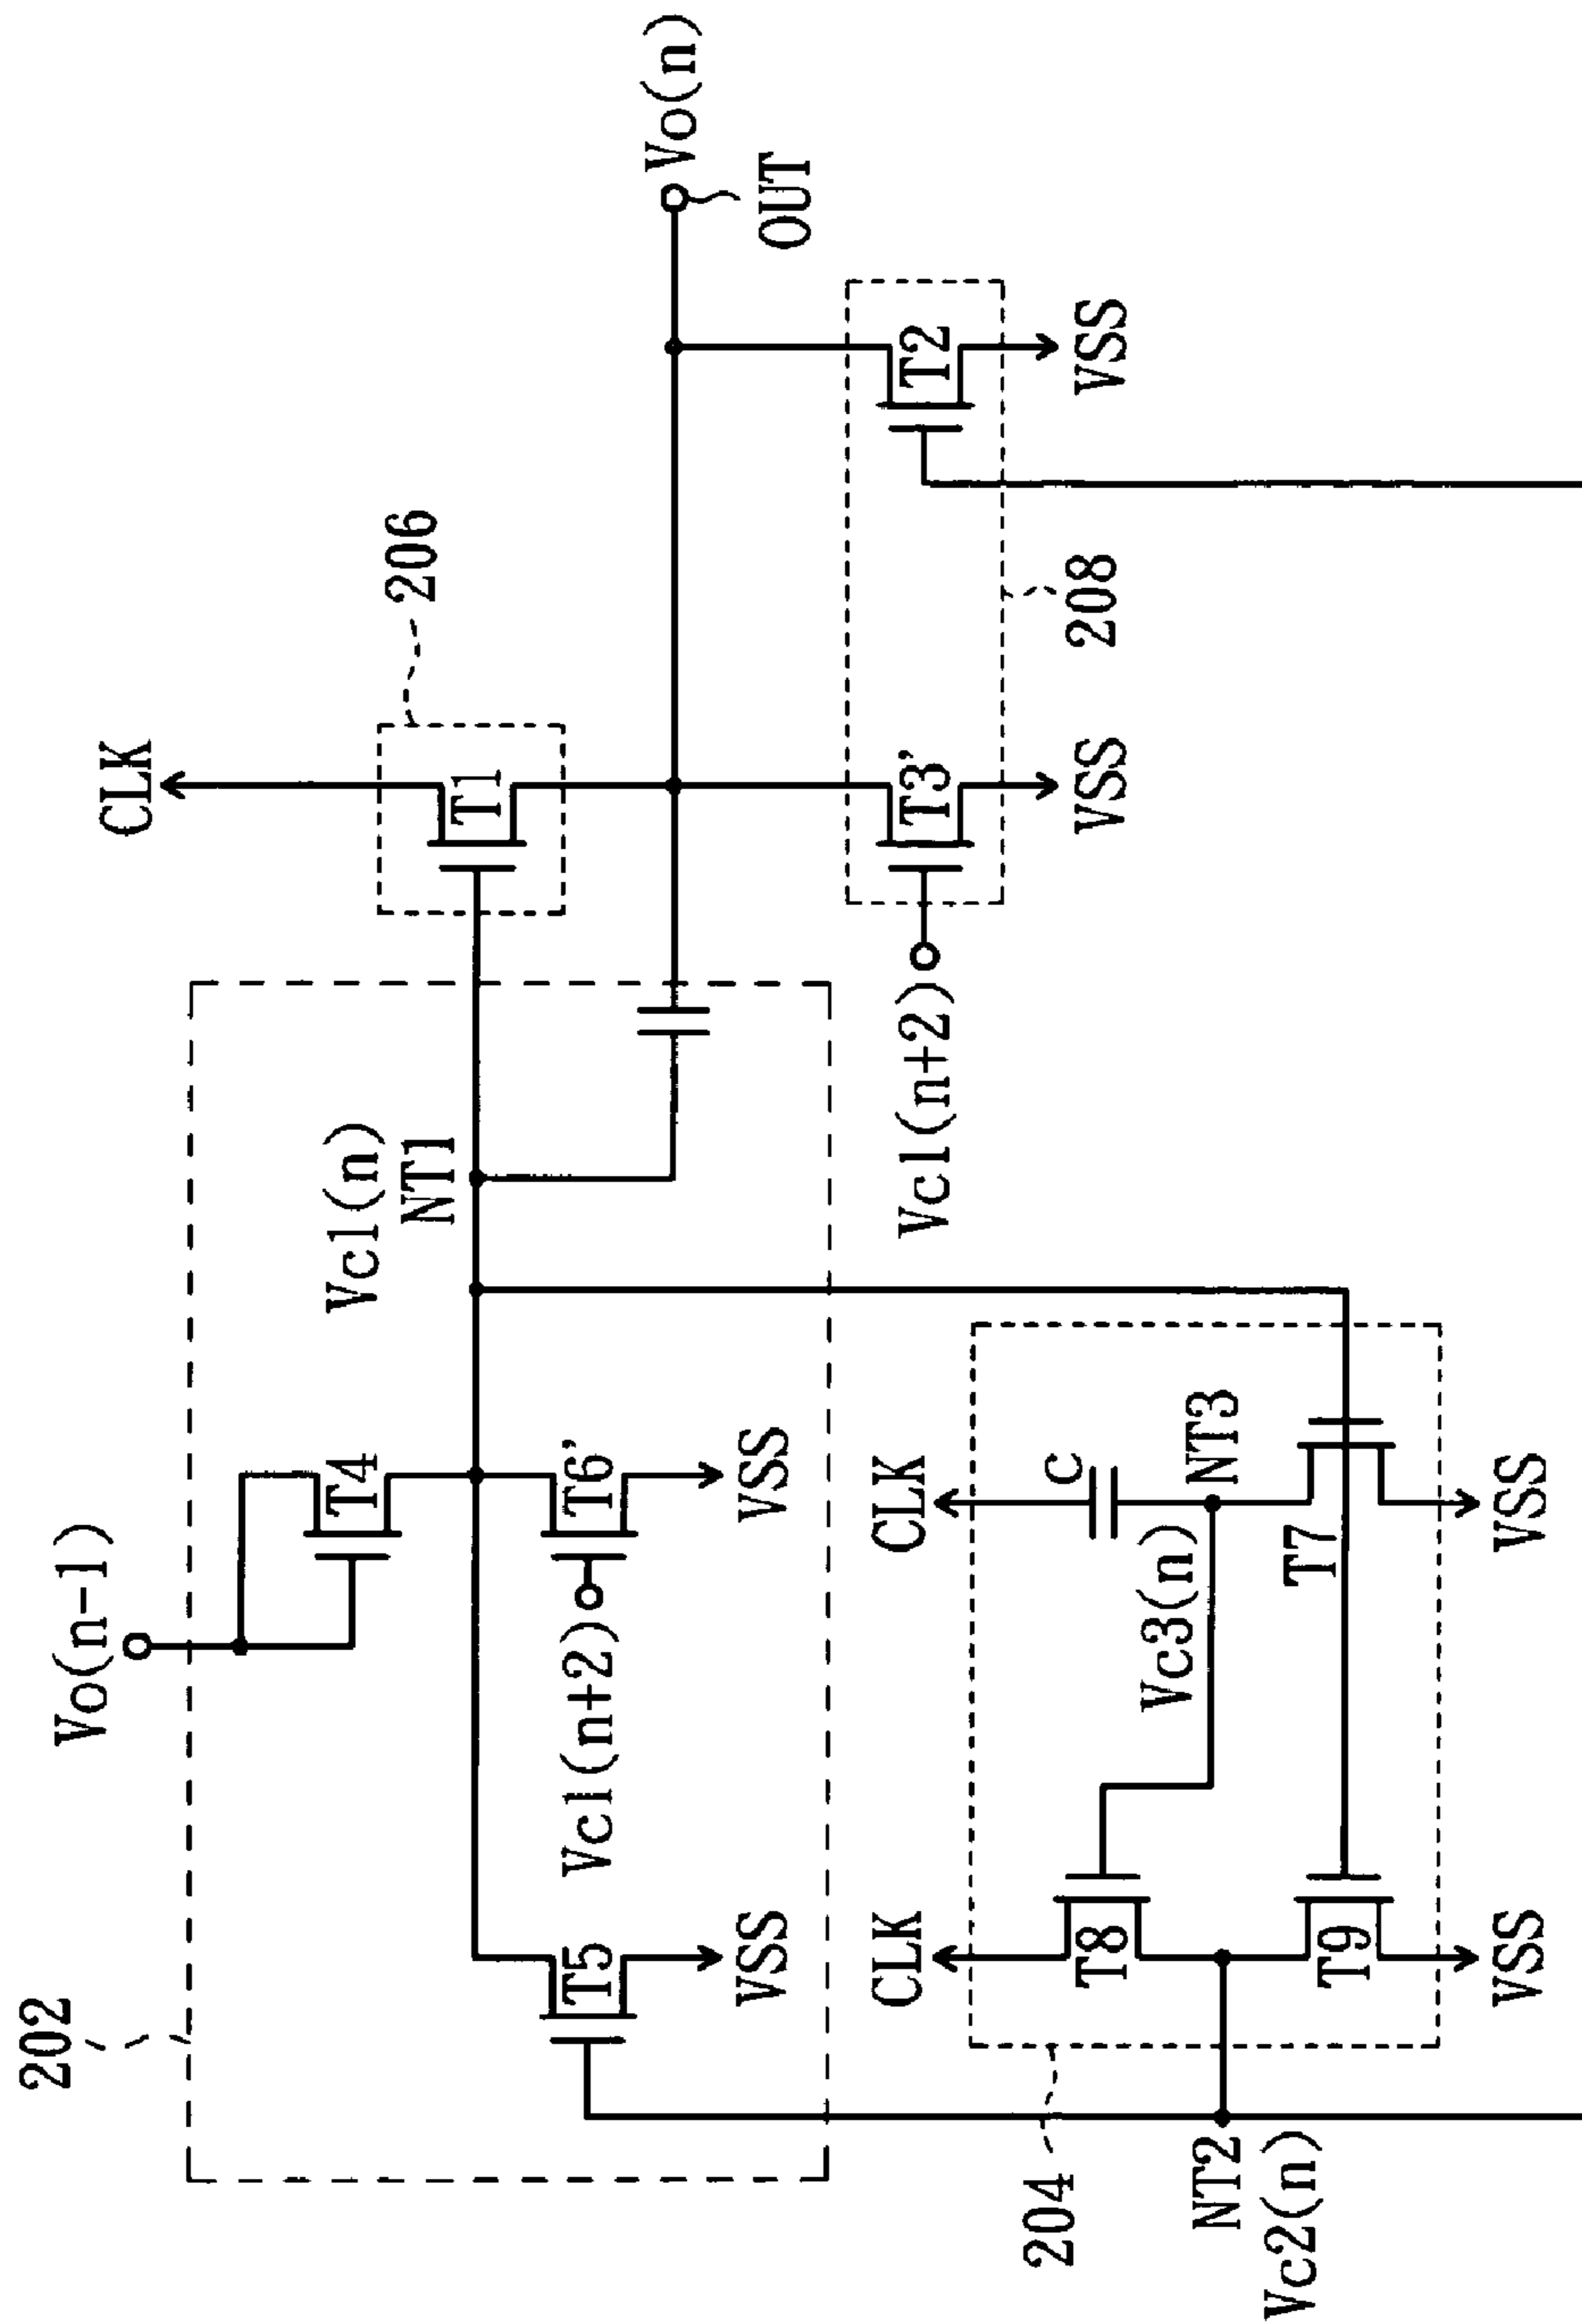 202
Vo(n-1)
CLK
206
Vo(n)
OUT
Vc1(n)
NT1
T1
T4
T5
T6'
Vc1(n+2)
VSS
VSS
Vc1(n+2)
T3'
T2
VSS
VSS
208
204
CLK
CLK
C
NT3
Vc3(n)
T8
T7
T9
VSS
VSS
NT2
Vc2(n)